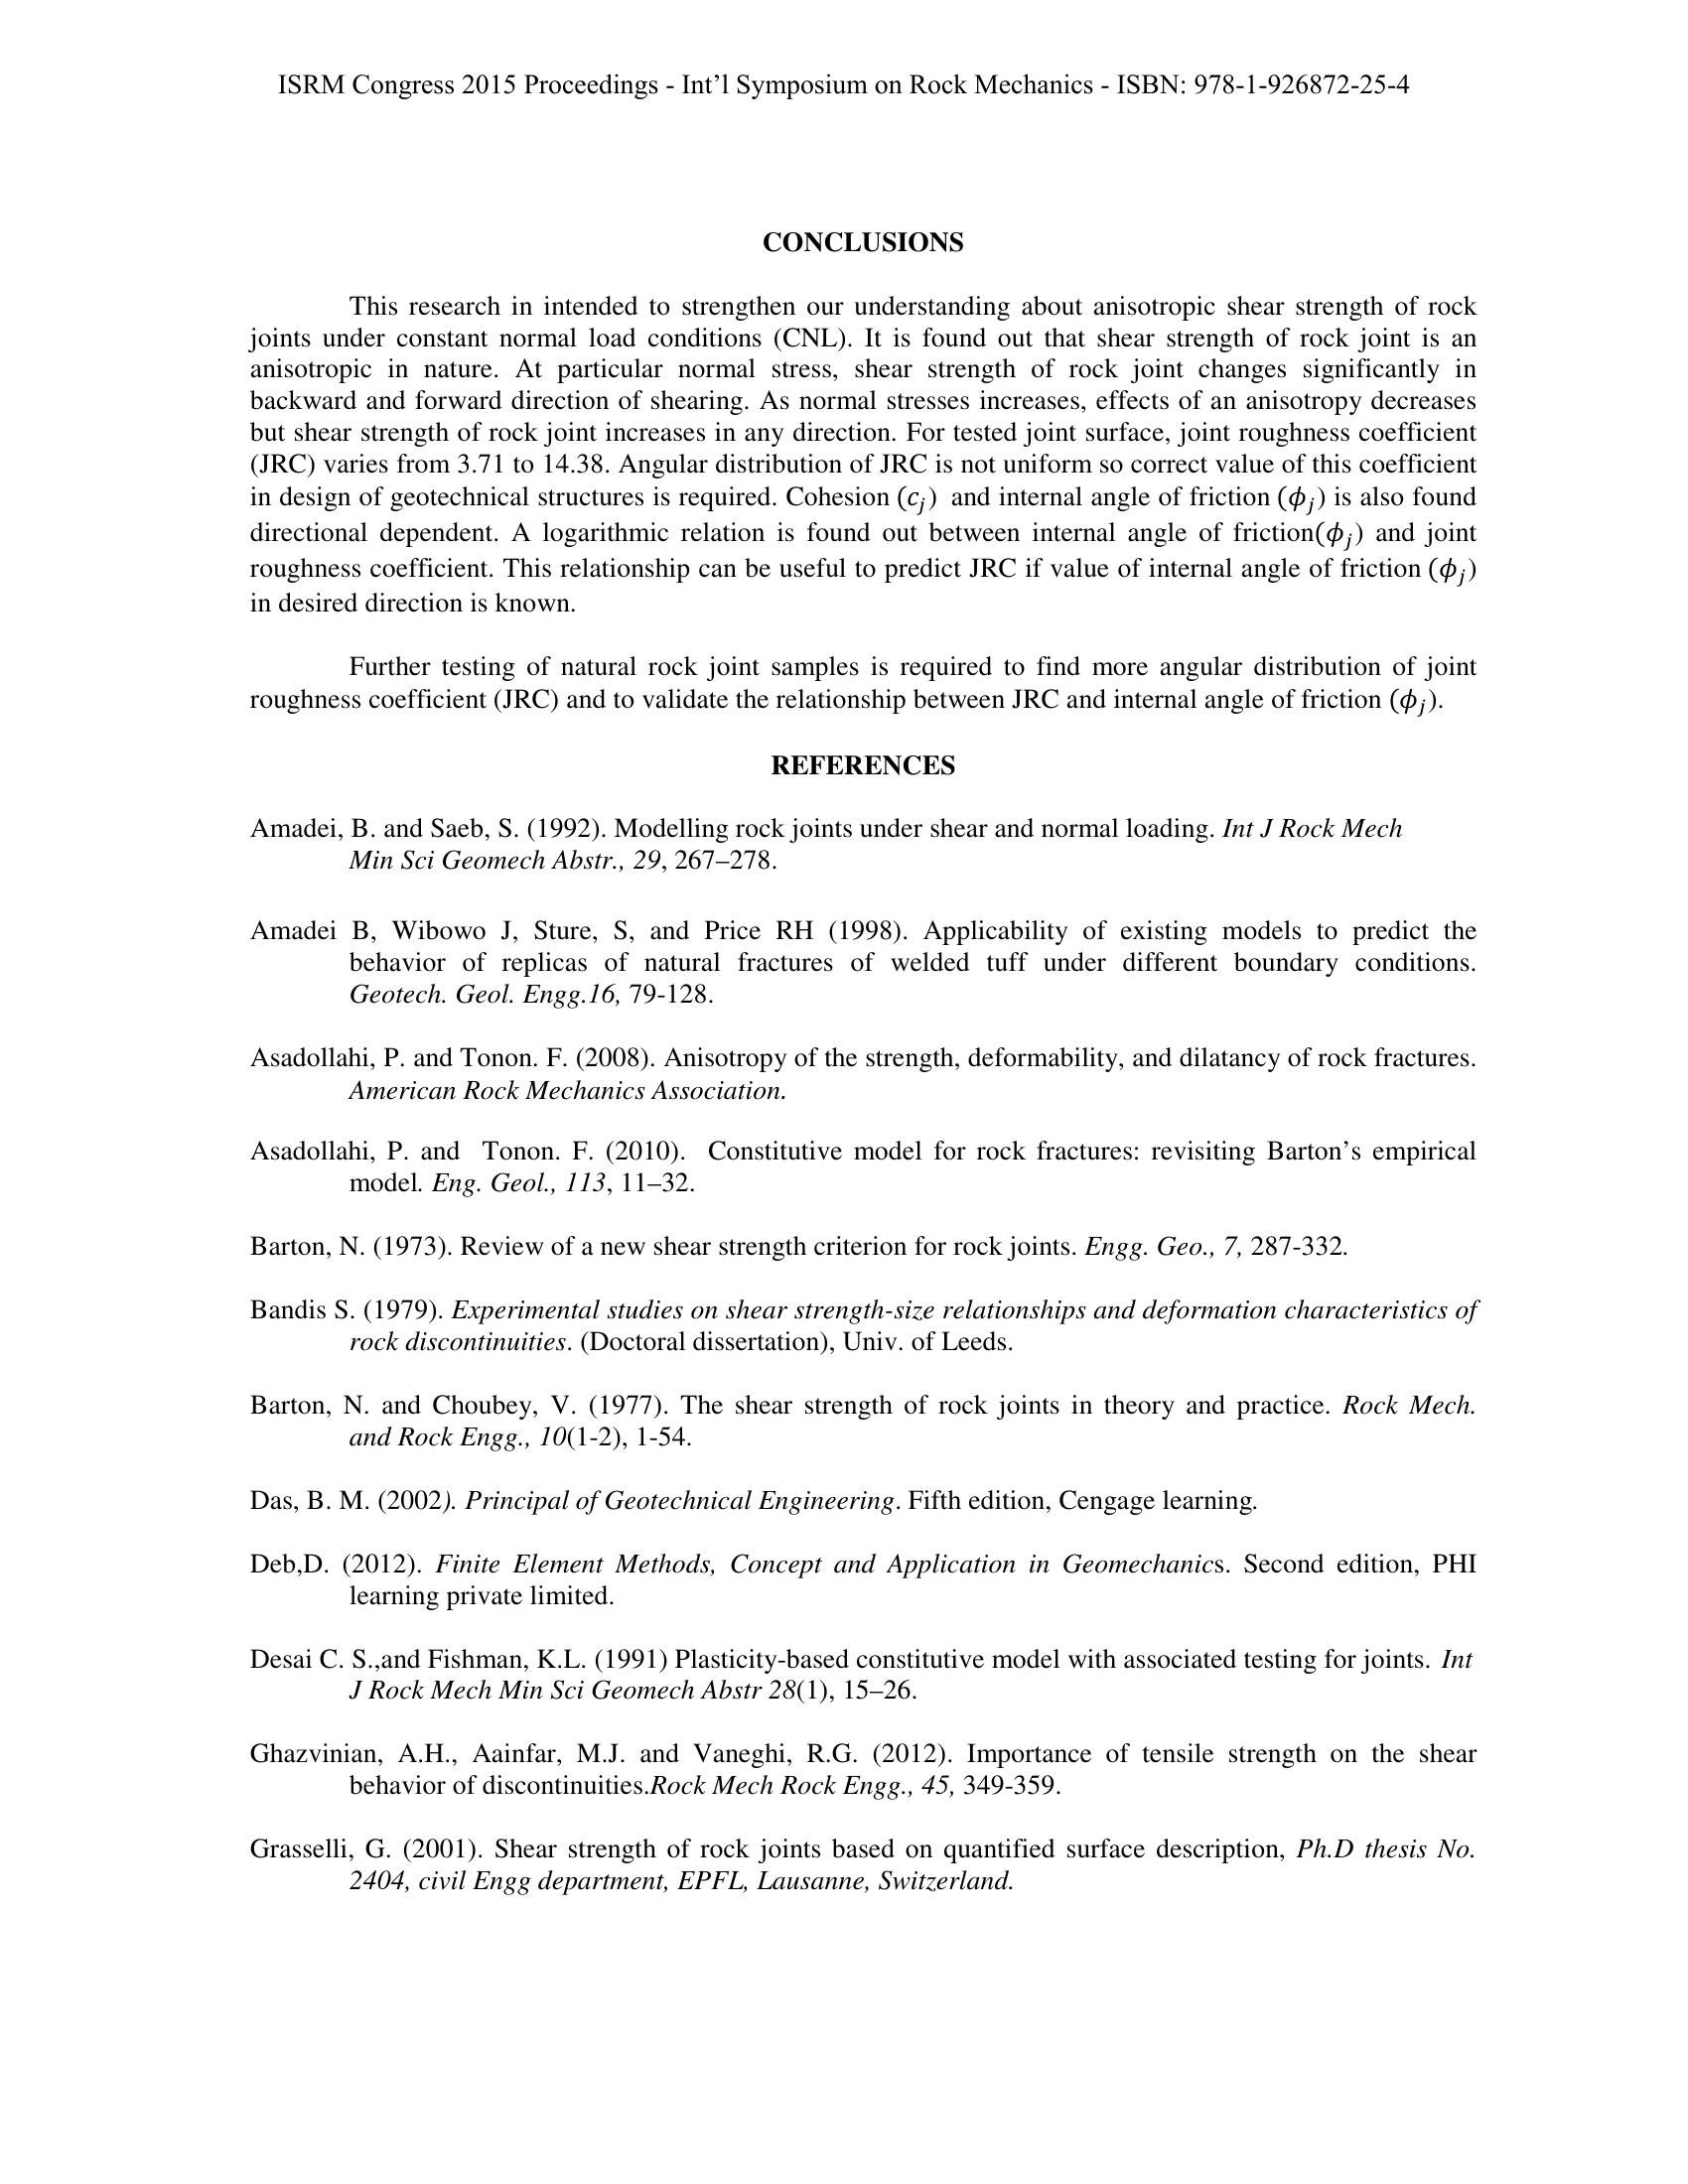 ISRM Congress 2015 Proceedings - Int'l Symposium on Rock Mechanics - ISBN: 978-1-926872-25-4
CONCLUSIONS
This research in intended to strengthen our understanding about anisotropic shear strength of rock
joints under constant normal load conditions (CNL). It is found out that shear strength of rock joint is an
anisotropic in nature. At particular normal stress, shear strength of rock joint changes significantly in
backward and forward direction of shearing. As normal stresses increases, effects of an anisotropy decreases
but shear strength of rock joint increases in any direction. For tested joint surface, joint roughness coefficient
(JRC) varies from 3.71 to 14.38. Angular distribution of JRC is not uniform so correct value of this coefficient
in design of geotechnical structures is required. Cohesion (cⱼ) and internal angle of friction (ϕⱼ) is also found
directional dependent. A logarithmic relation is found out between internal angle of friction(ϕⱼ) and joint
roughness coefficient. This relationship can be useful to predict JRC if value of internal angle of friction (ϕⱼ)
in desired direction is known.
Further testing of natural rock joint samples is required to find more angular distribution of joint
roughness coefficient (JRC) and to validate the relationship between JRC and internal angle of friction (ϕⱼ).
REFERENCES
Amadei, B. and Saeb, S. (1992). Modelling rock joints under shear and normal loading. Int J Rock Mech
Min Sci Geomech Abstr., 29, 267–278.
Amadei B, Wibowo J, Sture, S, and Price RH (1998). Applicability of existing models to predict the
behavior of replicas of natural fractures of welded tuff under different boundary conditions.
Geotech. Geol. Engg.16, 79-128.
Asadollahi, P. and Tonon. F. (2008). Anisotropy of the strength, deformability, and dilatancy of rock fractures.
American Rock Mechanics Association.
Asadollahi, P. and Tonon. F. (2010). Constitutive model for rock fractures: revisiting Barton's empirical
model. Eng. Geol., 113, 11–32.
Barton, N. (1973). Review of a new shear strength criterion for rock joints. Engg. Geo., 7, 287-332.
Bandis S. (1979). Experimental studies on shear strength-size relationships and deformation characteristics of
rock discontinuities. (Doctoral dissertation), Univ. of Leeds.
Barton, N. and Choubey, V. (1977). The shear strength of rock joints in theory and practice. Rock Mech.
and Rock Engg., 10(1-2), 1-54.
Das, B. M. (2002). Principal of Geotechnical Engineering. Fifth edition, Cengage learning.
Deb,D. (2012). Finite Element Methods, Concept and Application in Geomechanics. Second edition, PHI
learning private limited.
Desai C. S.,and Fishman, K.L. (1991) Plasticity-based constitutive model with associated testing for joints. Int
J Rock Mech Min Sci Geomech Abstr 28(1), 15–26.
Ghazvinian, A.H., Aainfar, M.J. and Vaneghi, R.G. (2012). Importance of tensile strength on the shear
behavior of discontinuities.Rock Mech Rock Engg., 45, 349-359.
Grasselli, G. (2001). Shear strength of rock joints based on quantified surface description, Ph.D thesis No.
2404, civil Engg department, EPFL, Lausanne, Switzerland.